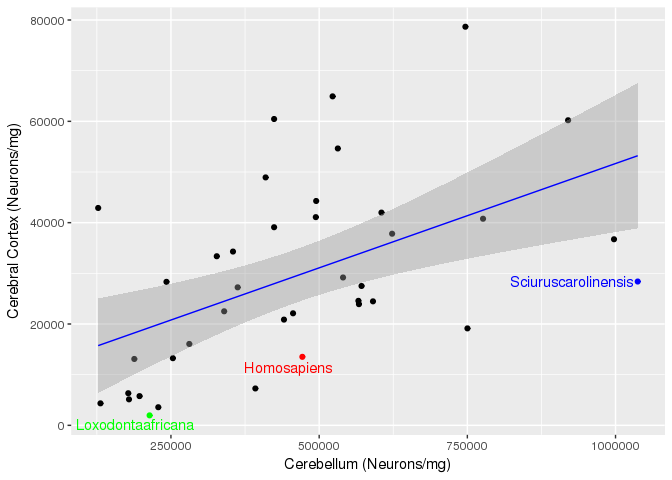 80000
60000
40000
20000
0
Cerebral Cortex (Neurons/mg)
Sciuruscarolinensis
Homosapiens
Loxodontaafricana
250000 500000 750000 1000000
Cerebellum (Neurons/mg)